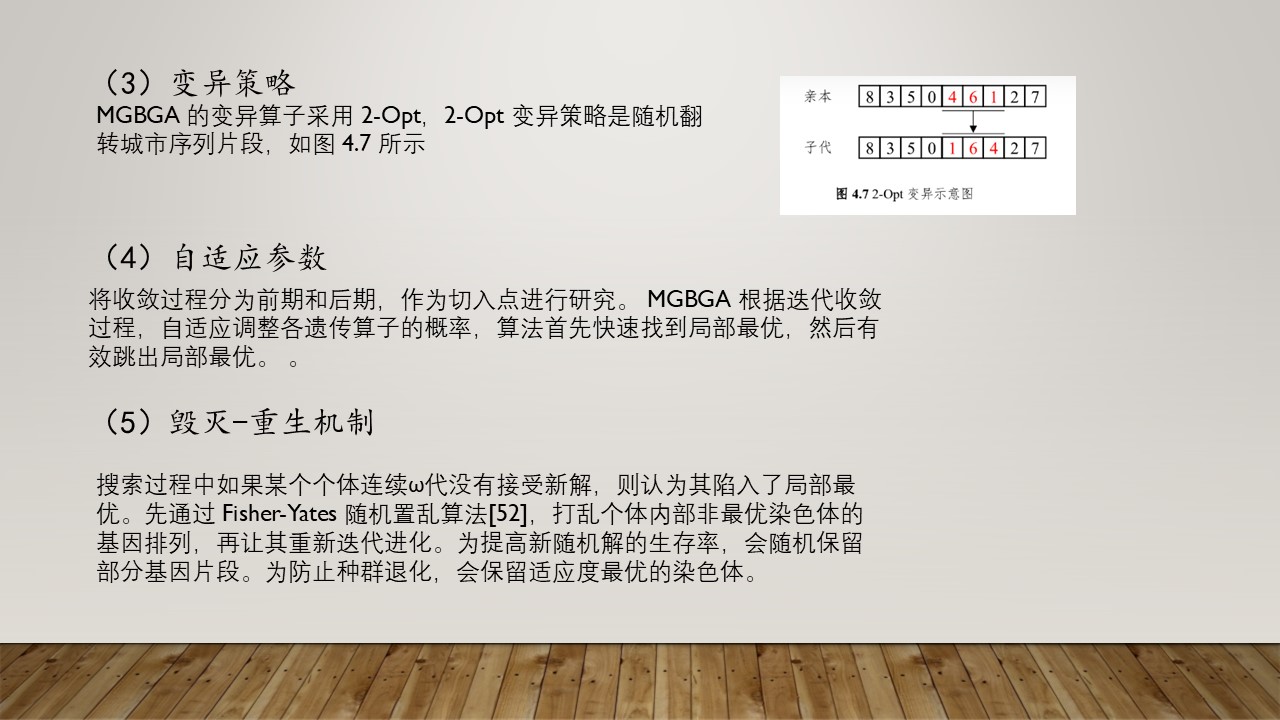 （3）变异策略
MGBGA 的变异算子采用 2-Opt，2-Opt 变异策略是随机翻
转城市序列片段，如图 4.7 所示
亲本 8 3 5 0 4 6 1 2 7
子代 8 3 5 0 1 6 4 2 7
图 4.7 2-Opt 变异示意图
（4）自适应参数
将收敛过程分为前期和后期，作为切入点进行研究。 MGBGA 根据迭代收敛
过程，自适应调整各遗传算子的概率，算法首先快速找到局部最优，然后有
效跳出局部最优。 。
（5）毁灭-重生机制
搜索过程中如果某个个体连续ω代没有接受新解，则认为其陷入了局部最
优。先通过 Fisher-Yates 随机置乱算法[52]，打乱个体内部非最优染色体的
基因排列，再让其重新迭代进化。为提高新随机解的生存率，会随机保留
部分基因片段。为防止种群退化，会保留适应度最优的染色体。